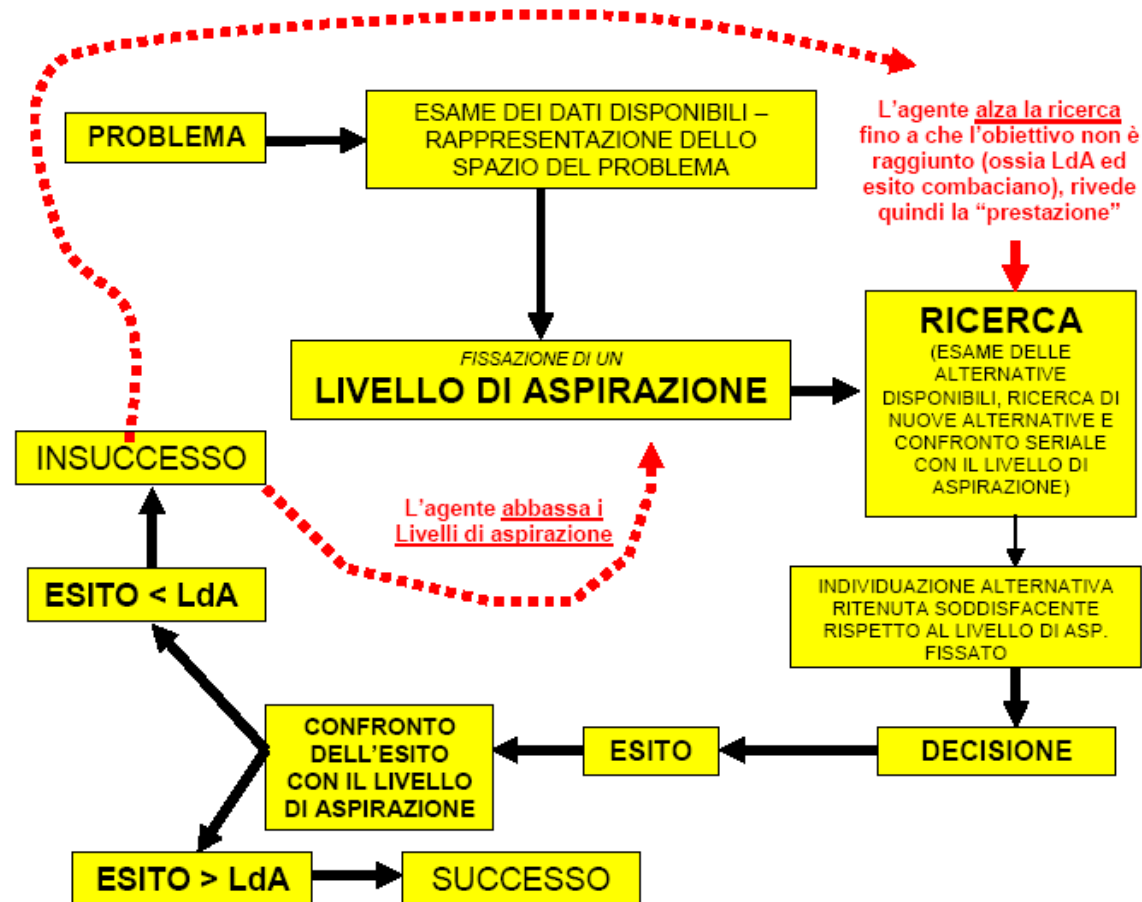 PROBLEMA
ESAME DEI DATI DISPONIBILI –
RAPPRESENTAZIONE DELLO
SPAZIO DEL PROBLEMA
L’agente alza la ricerca
fino a che l’obiettivo non è
raggiunto (ossia LdA ed
esito combaciano), rivede
quindi la “prestazione”
FISSAZIONE DI UN
LIVELLO DI ASPIRAZIONE
RICERCA
(ESAME DELLE
ALTERNATIVE
DISPONIBILI, RICERCA DI
NUOVE ALTERNATIVE E
CONFRONTO SERIALE
CON IL LIVELLO DI
ASPIRAZIONE)
INSUCCESSO
L’agente abbassa i
Livelli di aspirazione
ESITO < LdA
INDIVIDUAZIONE ALTERNATIVA
RITENUTA SODDISFACENTE
RISPETTO AL LIVELLO DI ASP.
FISSATO
CONFRONTO
DELL’ESITO
CON IL LIVELLO
DI ASPIRAZIONE
ESITO
DECISIONE
ESITO > LdA
SUCCESSO